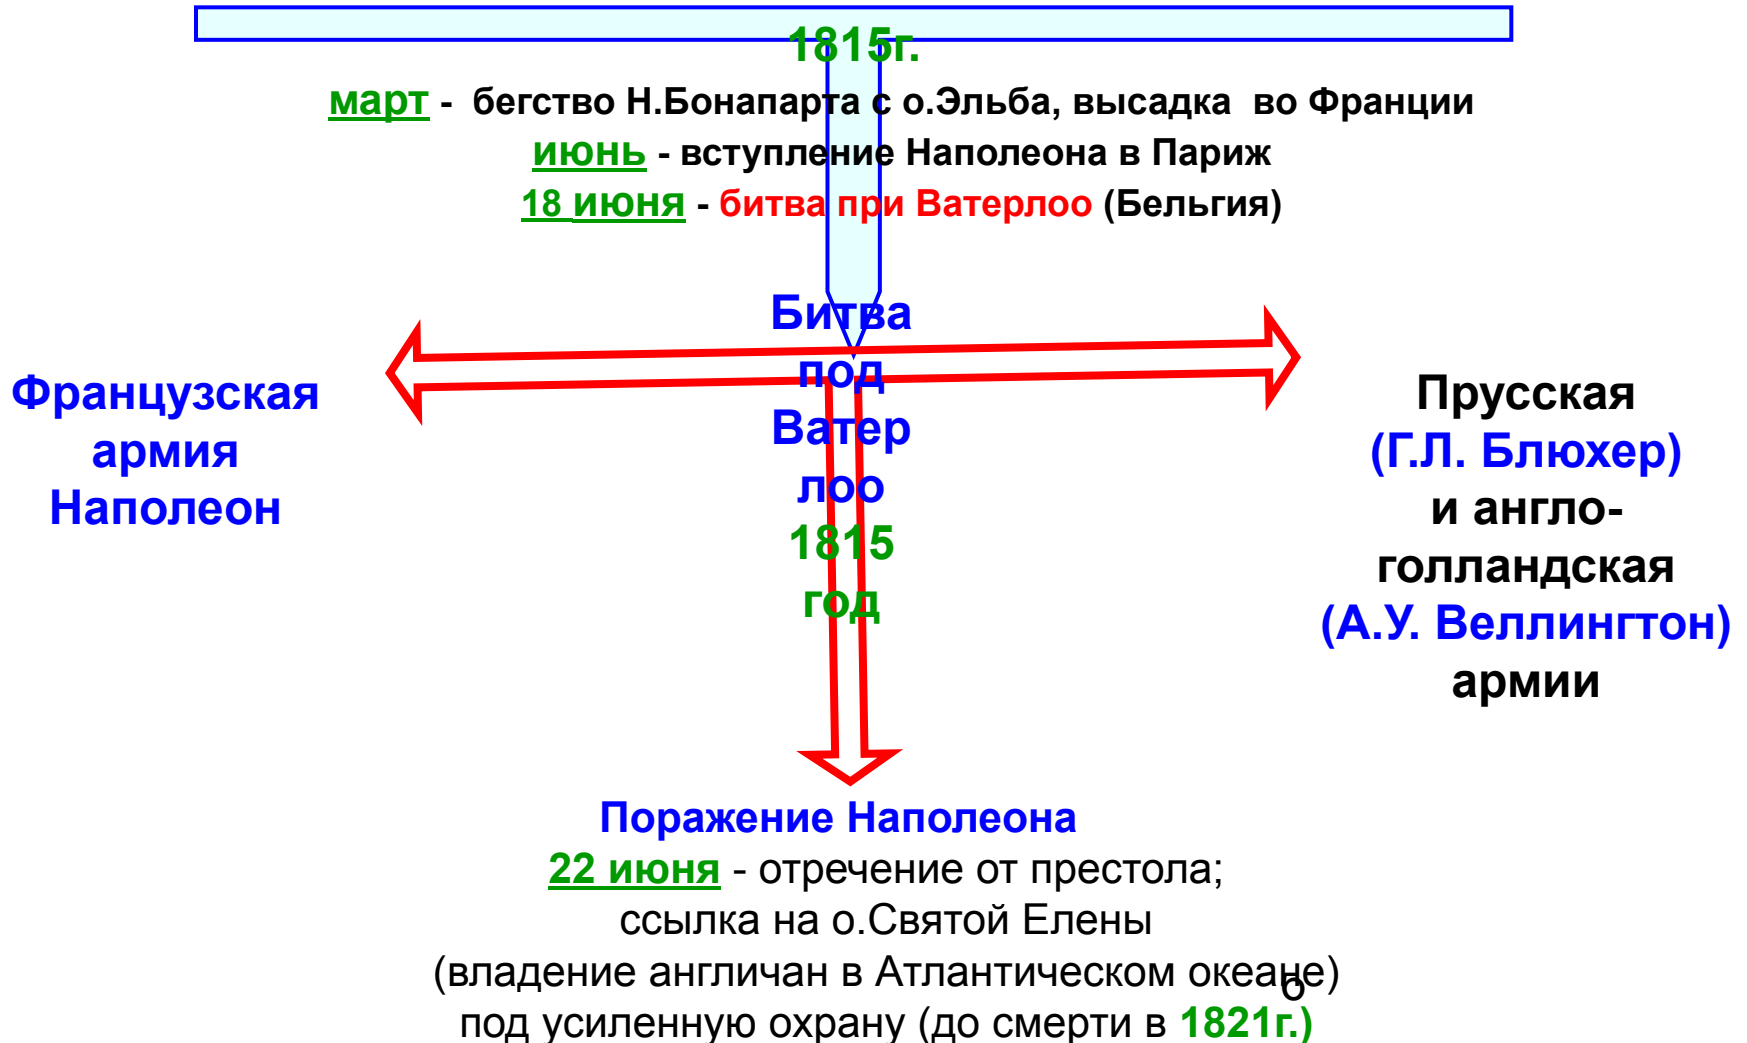 1815г.
март - бегство Н.Бонапарта с о.Эльба, высадка во Франции
июнь - вступление Наполеона в Париж
18 июня - битва при Ватерлоо (Бельгия)
Французская
армия
Наполеон
Битва
под
Ватер
лоо
1815
год
Прусская
(Г.Л. Блюхер)
и англо-
голландская
(А.У. Веллингтон)
армии
Поражение Наполеона
22 июня - отречение от престола;
ссылка на о.Святой Елены
(владение англичан в Атлантическом океане)
под усиленную охрану (до смерти в 1821г.)
6